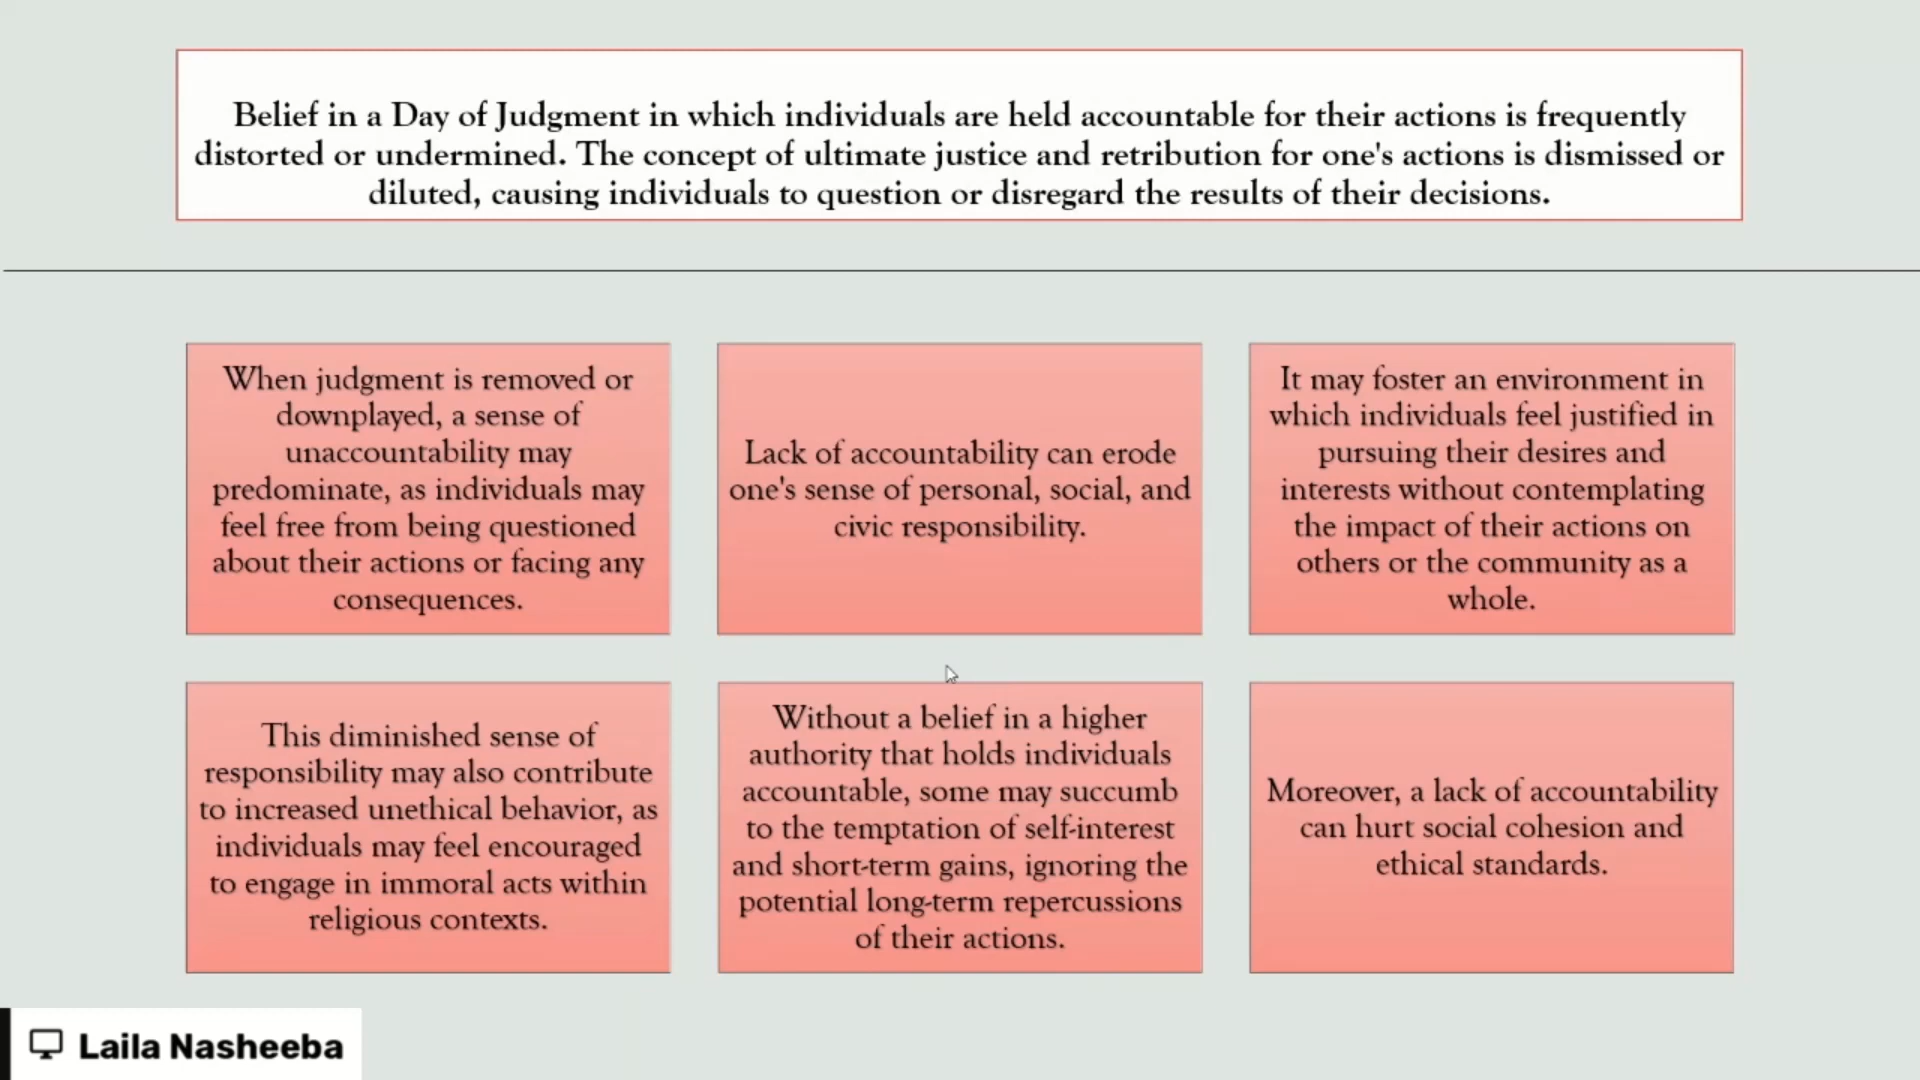 Belief in a Day of Judgment in which individuals are held accountable for their actions is frequently
distorted or undermined. The concept of ultimate justice and retribution for one's actions is dismissed or
diluted, causing individuals to question or disregard the results of their decisions.
When judgment is removed or
downplayed, a sense of
unaccountability may
predominate, as individuals may
feel free from being questioned
about their actions or facing any
consequences.
Lack of accountability can erode
one's sense of personal, social, and
civic responsibility.
It may foster an environment in
which individuals feel justified in
pursuing their desires and
interests without contemplating
the impact of their actions on
others or the community as a
whole.
This diminished sense of
responsibility may also contribute
to increased unethical behavior, as
individuals may feel encouraged
to engage in immoral acts within
religious contexts.
Without a belief in a higher
authority that holds individuals
accountable, some may succumb
to the temptation of self-interest
and short-term gains, ignoring the
potential long-term repercussions
of their actions.
Moreover, a lack of accountability
can hurt social cohesion and
ethical standards.
Laila Nasheeba